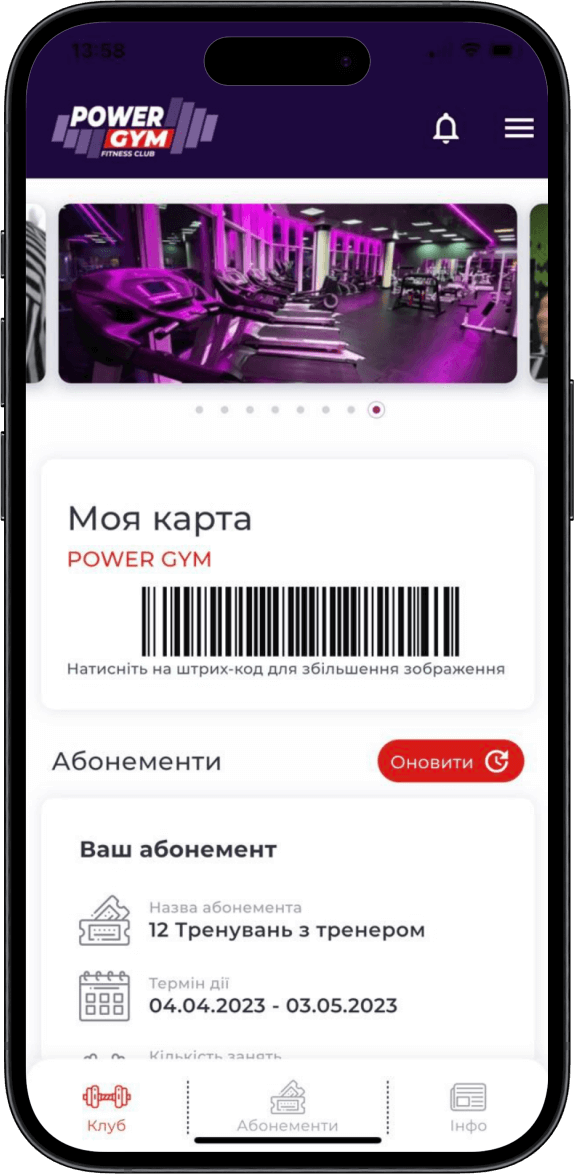 13:58
POWER
GYM
FITNESS CLUB
Моя карта
POWER GYM
Натисніть на штрих-код для збільшення зображення
Абонементи
Оновити
Ваш абонемент
Назва абонемента
12 Тренувань з тренером
Термін дії
04.04.2023 - 03.05.2023
Кількість занять
Клуб
Абонементи
Інфо